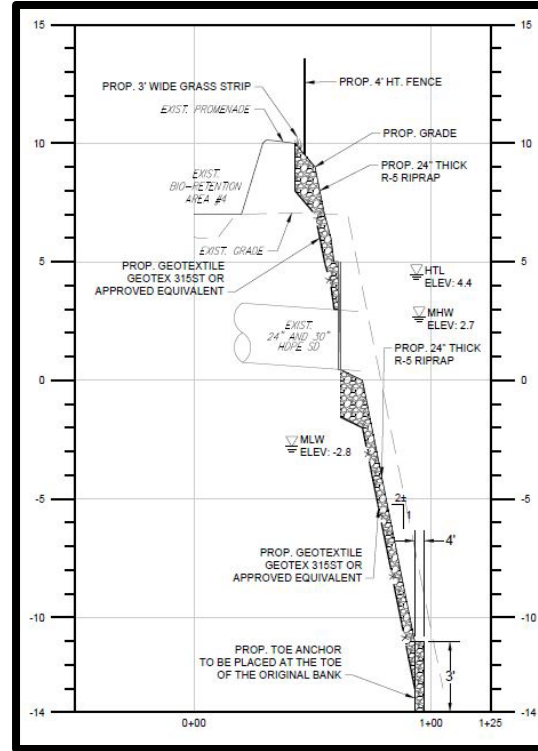 15
15
PROP. 4' HT. FENCE
PROP. 3' WIDE GRASS STRIP
EXIST. PROMENADE
PROP. GRADE
10
10
PROP. 24" THICK
R-5 RIPRAP
EXIST.
BIO-RETENTION
AREA #4
EXIST. GRADE
PROP. GEOTEXTILE
GEOTEX 315ST OR
APPROVED EQUIVALENT
5
5
HTL
ELEV: 4.4
MHW
ELEV: 2.7
EXIST.
24" AND 30"
HDPE SD
PROP. 24" THICK
R-5 RIPRAP
0
0
MLW
ELEV: -2.8
-5
-5
2±
1
4'
PROP. GEOTEXTILE
GEOTEX 315ST OR
APPROVED EQUIVALENT
-10
-10
PROP. TOE ANCHOR
TO BE PLACED AT THE TOE
OF THE ORIGINAL BANK
3'
-14
-14
0+00
1+00
1+25